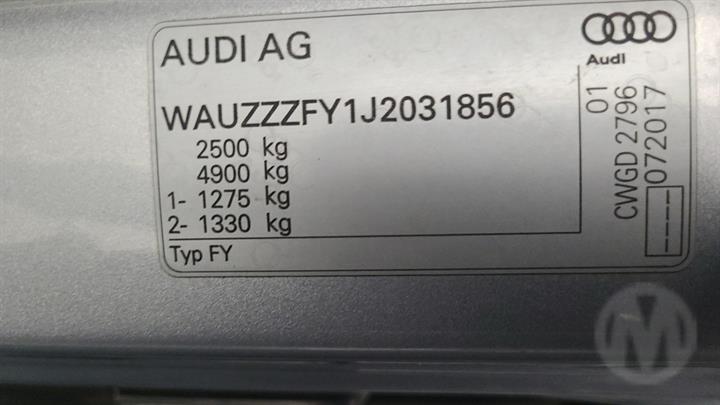 AUDI AG
Audi
WAUZZZFY1J2031856
2500 kg
4900 kg
1- 1275 kg
2- 1330 kg
Typ FY
01
CWGD 2796
072017
-----
M